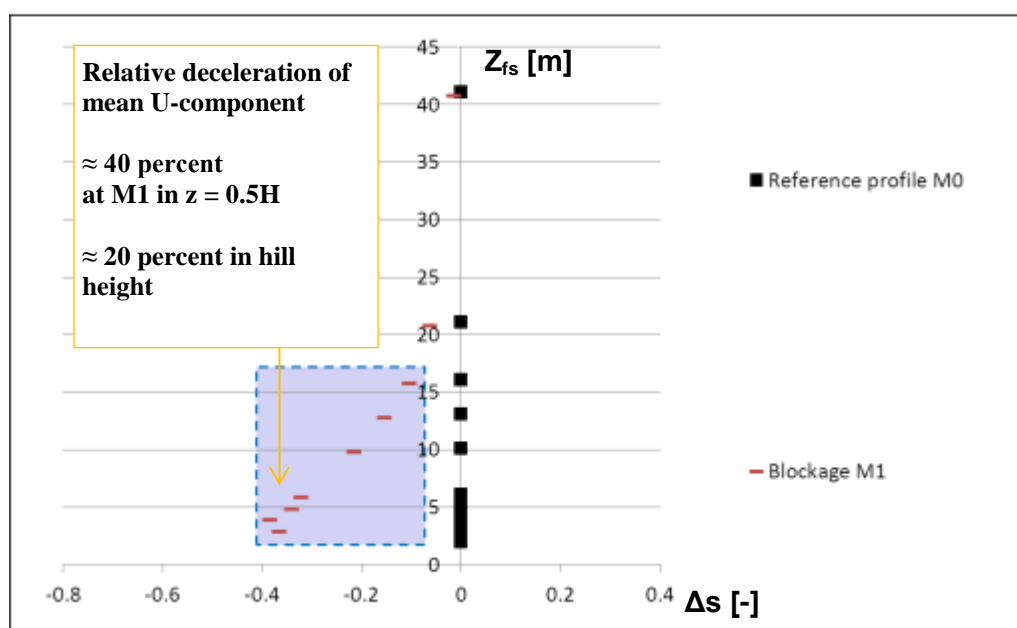 Relative deceleration of
mean U-component
≈ 40 percent
at M1 in z = 0.5H
≈ 20 percent in hill
height
Zfs [m]
45
40
35
30
25
20
15
10
5
0
-0.8 -0.6 -0.4 -0.2 0 0.2 0.4
Δs [-]
Reference profile M0
Blockage M1